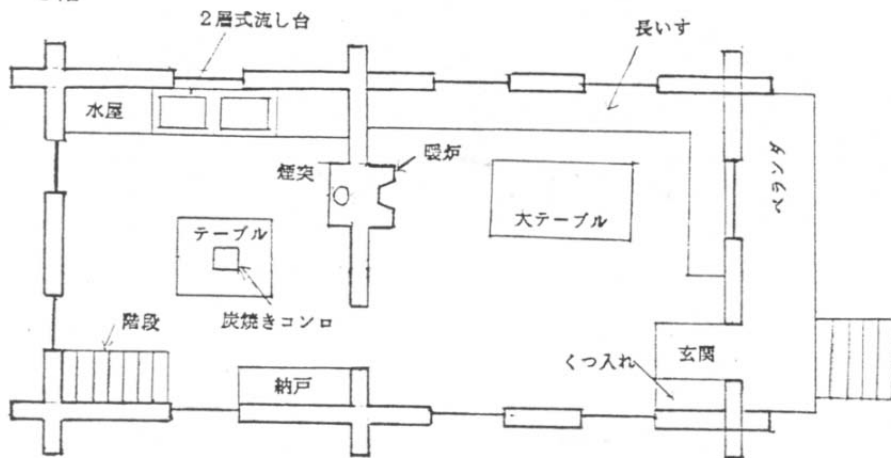 2層式流し台
長いす
水屋
暖炉
煙突
ベランダ
大テーブル
テーブル
階段
炭焼きコンロ
くつ入れ
玄関
納戸